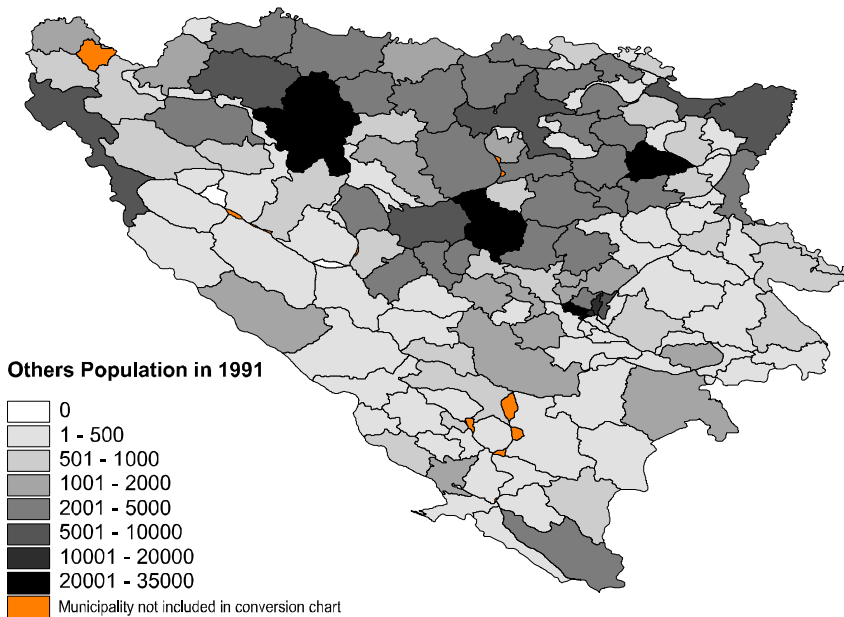 Others Population in 1991
0
1 - 500
501 - 1000
1001 - 2000
2001 - 5000
5001 - 10000
10001 - 20000
20001 - 35000
Municipality not included in conversion chart